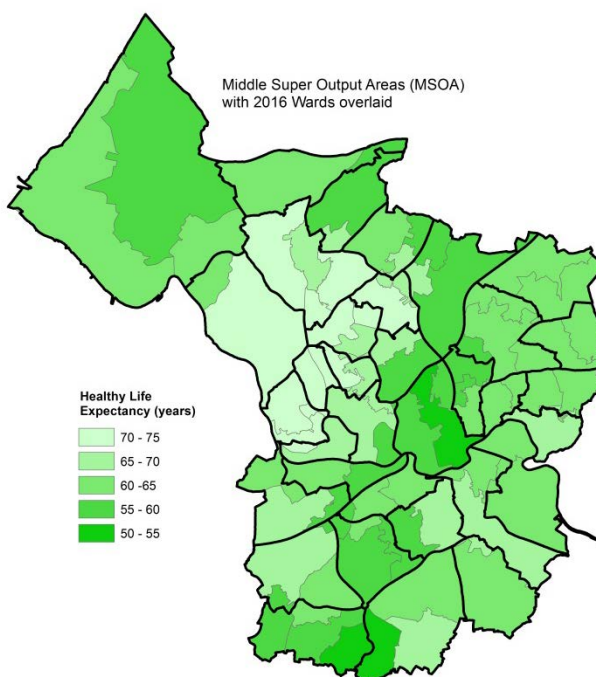 Middle Super Output Areas (MSOA)
with 2016 Wards overlaid
Healthy Life
Expectancy (years)
70 - 75
65 - 70
60 -65
55 - 60
50 - 55